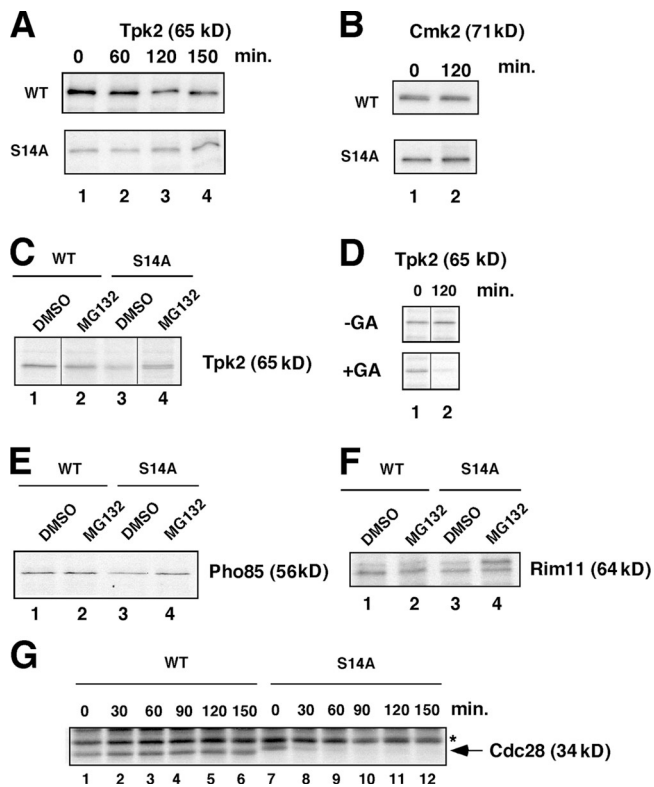 A
Tpk2 (65 kD)
0 60 120 150 min.
WT
S14A
1 2 3 4
B
Cmk2 (71kD)
0 120 min.
WT
S14A
1 2
C
WT S14A
DMSO MG132 DMSO MG132
Tpk2 (65 kD)
1 2 3 4
D
Tpk2 (65 kD)
0 120 min.
-GA
+GA
1 2
E
WT S14A
DMSO MG132 DMSO MG132
Pho85 (56kD)
1 2 3 4
F
WT S14A
DMSO MG132 DMSO MG132
Rim11 (64kD)
1 2 3 4
G
WT S14A
0 30 60 90 120 150 0 30 60 90 120 150 min.
*
Cdc28 (34kD)
1 2 3 4 5 6 7 8 9 10 11 12